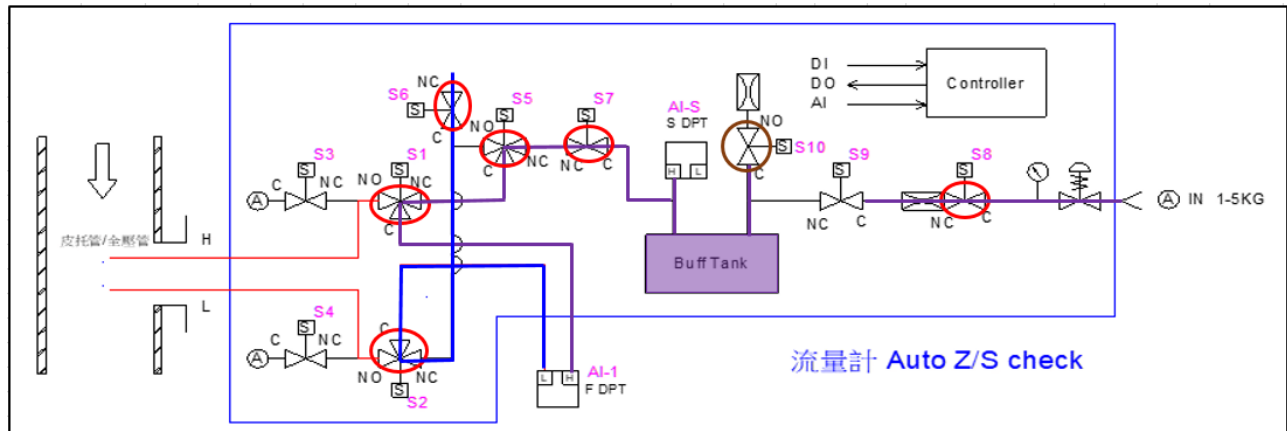 DI
DO
AI
Controller
NC
S6
S
S5
S
S7
S
NO
C
C
NC
NC
C
AI-S
S DPT
H L
NO
S
S10
C
S9
S
NC
C
S8
S
NC
C
A IN 1-5KG
S3
S
C
NC
A
S1
S
NO
NC
C
皮托管/全壓管
H
L
Buff Tank
S4
S
C
NC
A
C
NO
NC
S
S2
L H
AI-1
F DPT
流量計 Auto Z/S check